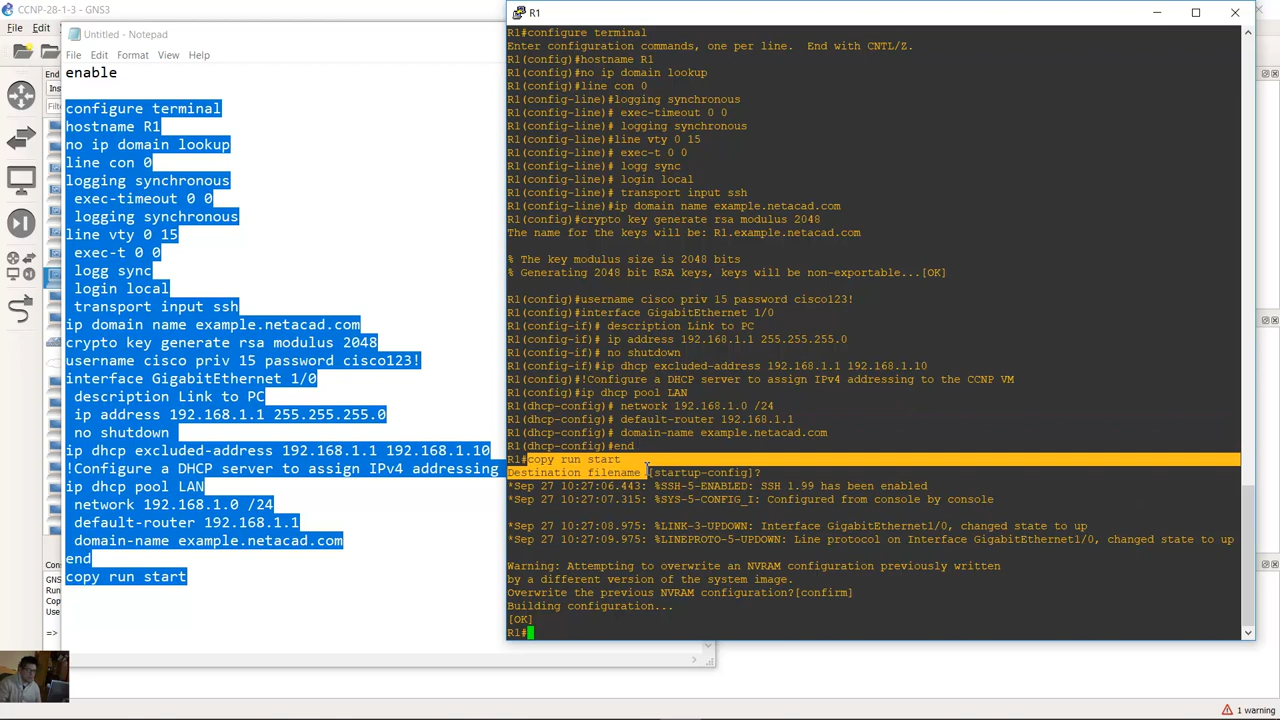 CCNP-28-1-3 - GNS3
File
Edit
Untitled - Notepad
File Edit Format View Help
enable
configure terminal
hostname R1
no ip domain lookup
line con 0
logging synchronous
exec-timeout 0 0
logging synchronous
line vty 0 15
exec-t 0 0
logg sync
login local
transport input ssh
ip domain name example.netacad.com
crypto key generate rsa modulus 2048
username cisco priv 15 password cisco123!
interface GigabitEthernet 1/0
description Link to PC
ip address 192.168.1.1 255.255.255.0
no shutdown
ip dhcp excluded-address 192.168.1.1 192.168.1.10
!Configure a DHCP server to assign IPv4 addressing
ip dhcp pool LAN
network 192.168.1.0 /24
default-router 192.168.1.1
domain-name example.netacad.com
end
copy run start
R1
R1#configure terminal
Enter configuration commands, one per line.  End with CNTL/Z.
R1(config)#hostname R1
R1(config)#no ip domain lookup
R1(config)#line con 0
R1(config-line)#logging synchronous
R1(config-line)# exec-timeout 0 0
R1(config-line)# logging synchronous
R1(config-line)#line vty 0 15
R1(config-line)# exec-t 0 0
R1(config-line)# logg sync
R1(config-line)# login local
R1(config-line)# transport input ssh
R1(config-line)#ip domain name example.netacad.com
R1(config)#crypto key generate rsa modulus 2048
The name for the keys will be: R1.example.netacad.com
% The key modulus size is 2048 bits
% Generating 2048 bit RSA keys, keys will be non-exportable...[OK]
R1(config)#username cisco priv 15 password cisco123!
R1(config)#interface GigabitEthernet 1/0
R1(config-if)# description Link to PC
R1(config-if)# ip address 192.168.1.1 255.255.255.0
R1(config-if)# no shutdown
R1(config-if)#ip dhcp excluded-address 192.168.1.1 192.168.1.10
R1(config)#!Configure a DHCP server to assign IPv4 addressing to the CCNP VM
R1(config)#ip dhcp pool LAN
R1(dhcp-config)# network 192.168.1.0 /24
R1(dhcp-config)# default-router 192.168.1.1
R1(dhcp-config)# domain-name example.netacad.com
R1(dhcp-config)#end
R1#copy run start
Destination filename [startup-config]?
*Sep 27 10:27:06.443: %SSH-5-ENABLED: SSH 1.99 has been enabled
*Sep 27 10:27:07.315: %SYS-5-CONFIG_I: Configured from console by console
*Sep 27 10:27:08.975: %LINK-3-UPDOWN: Interface GigabitEthernet1/0, changed state to up
*Sep 27 10:27:09.975: %LINEPROTO-5-UPDOWN: Line protocol on Interface GigabitEthernet1/0, changed state to up
Warning: Attempting to overwrite an NVRAM configuration previously written
by a different version of the system image.
Overwrite the previous NVRAM configuration?[confirm]
Building configuration...
[OK]
R1#
=>
1 warning